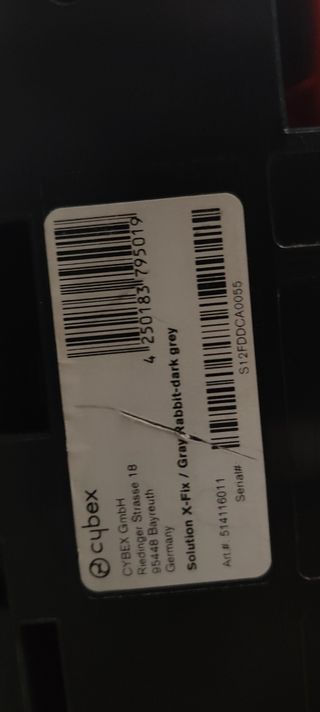 cybex
CYBEX GmbH
Riedinger Strasse 18
95448 Bayreuth
Germany
4 250183 795019
Solution X-Fix / Gray Rabbit-dark grey
Art.#: 514116011
Serial#:
S12FDDCA0055